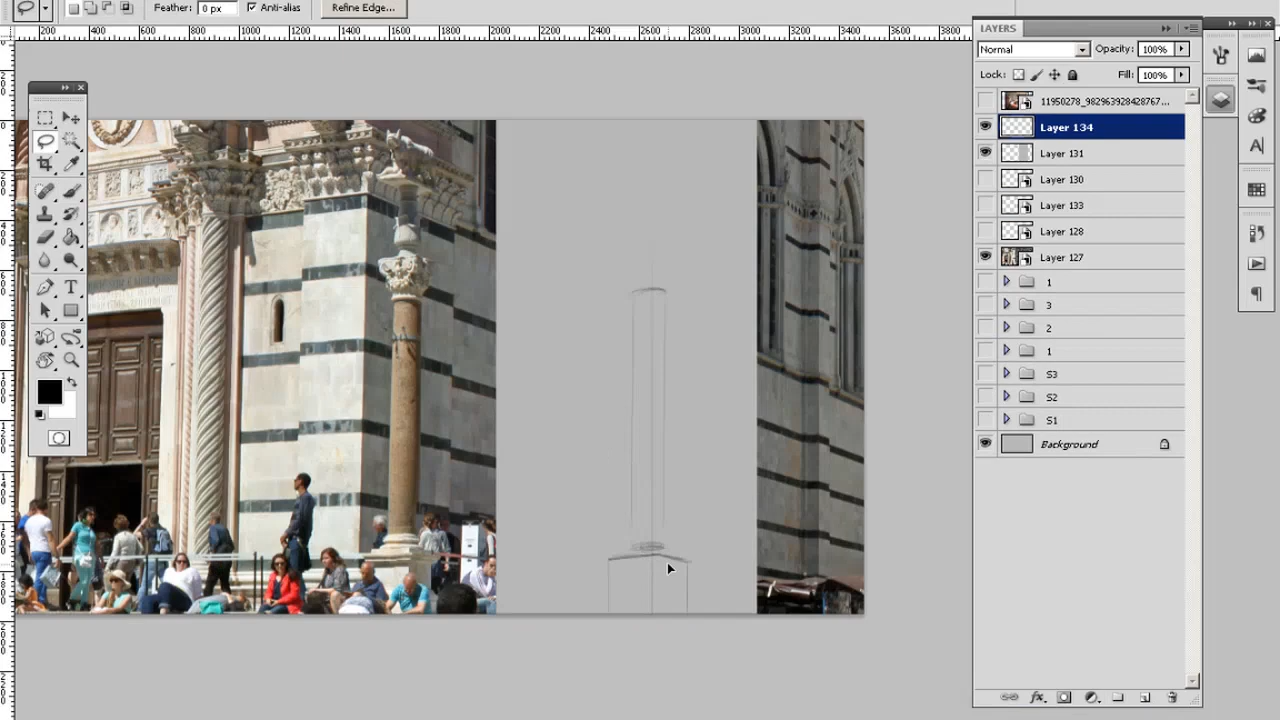 Feather: 0 px Anti-alias Refine Edge...
200 400 600 800 1000 1200 1400 1600 1800 2000 2200 2400 2600 2800 3000 3200 3400 3600 3800
LAYERS
Normal Opacity: 100%
Lock: Fill: 100%
11950278_982963928428767...
Layer 134
Layer 131
Layer 130
Layer 133
Layer 128
Layer 127
1
3
2
1
S3
S2
S1
Background